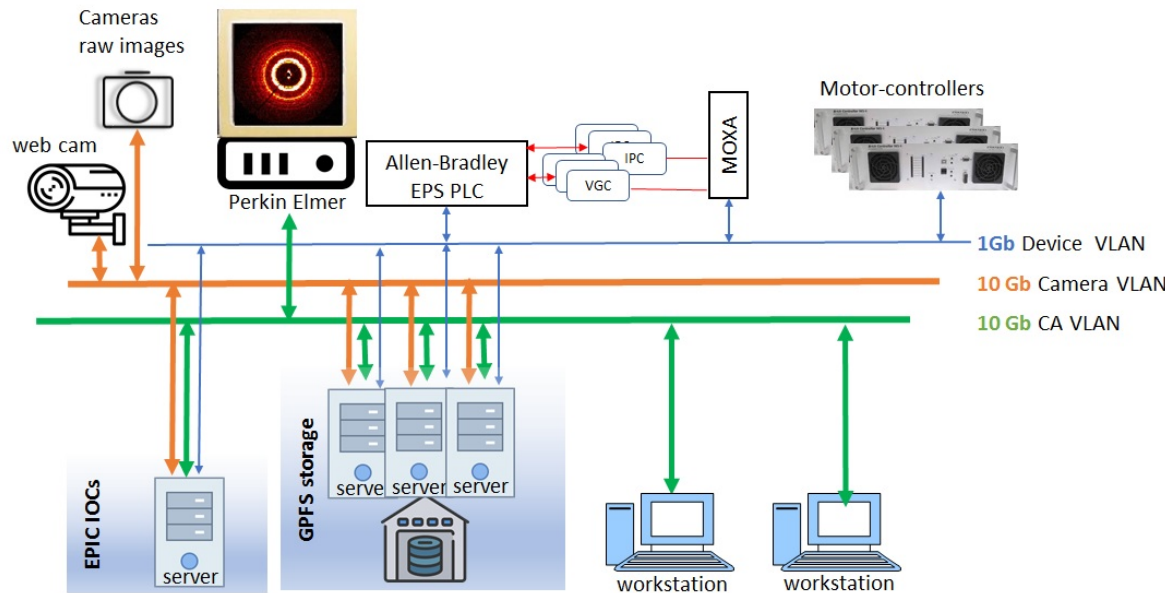 Cameras
raw images
web cam
Perkin Elmer
Allen-Bradley
EPS PLC
IPC
VGC
MOXA
Motor-controllers
1Gb Device VLAN
10 Gb Camera VLAN
10 Gb CA VLAN
EPIC IOCs
server
GPFS storage
serve
server
server
workstation
workstation